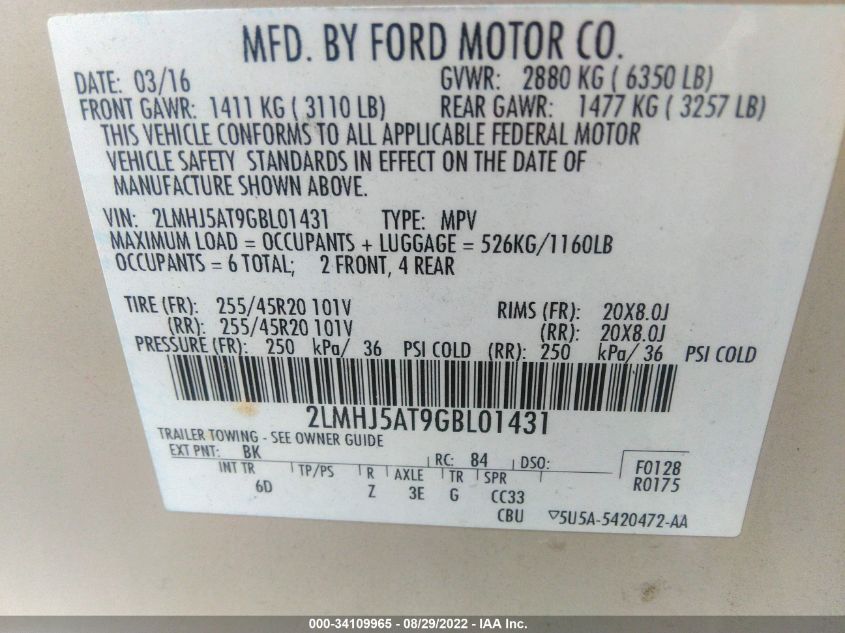 MFD. BY FORD MOTOR CO.
DATE: 03/16 GVWR: 2880 KG ( 6350 LB)
FRONT GAWR: 1411 KG ( 3110 LB) REAR GAWR: 1477 KG ( 3257 LB)
THIS VEHICLE CONFORMS TO ALL APPLICABLE FEDERAL MOTOR
VEHICLE SAFETY STANDARDS IN EFFECT ON THE DATE OF
MANUFACTURE SHOWN ABOVE.
VIN: 2LMHJ5AT9GBL01431 TYPE: MPV
MAXIMUM LOAD = OCCUPANTS + LUGGAGE = 526KG/1160LB
OCCUPANTS = 6 TOTAL; 2 FRONT, 4 REAR
TIRE (FR): 255/45R20 101V RIMS (FR): 20X8.0J
(RR): 255/45R20 101V (RR): 20X8.0J
PRESSURE (FR): 250 kPa/ 36 PSI COLD (RR): 250 kPa/ 36 PSI COLD
2LMHJ5AT9GBL01431
TRAILER TOWING - SEE OWNER GUIDE
EXT PNT: BK RC: 84 DSO: F0128
INT TR TP/PS R AXLE TR SPR R0175
6D Z 3E G CC33
CBU ▽5U5A-5420472-AA
000-34109965 - 08/29/2022 - IAA Inc.